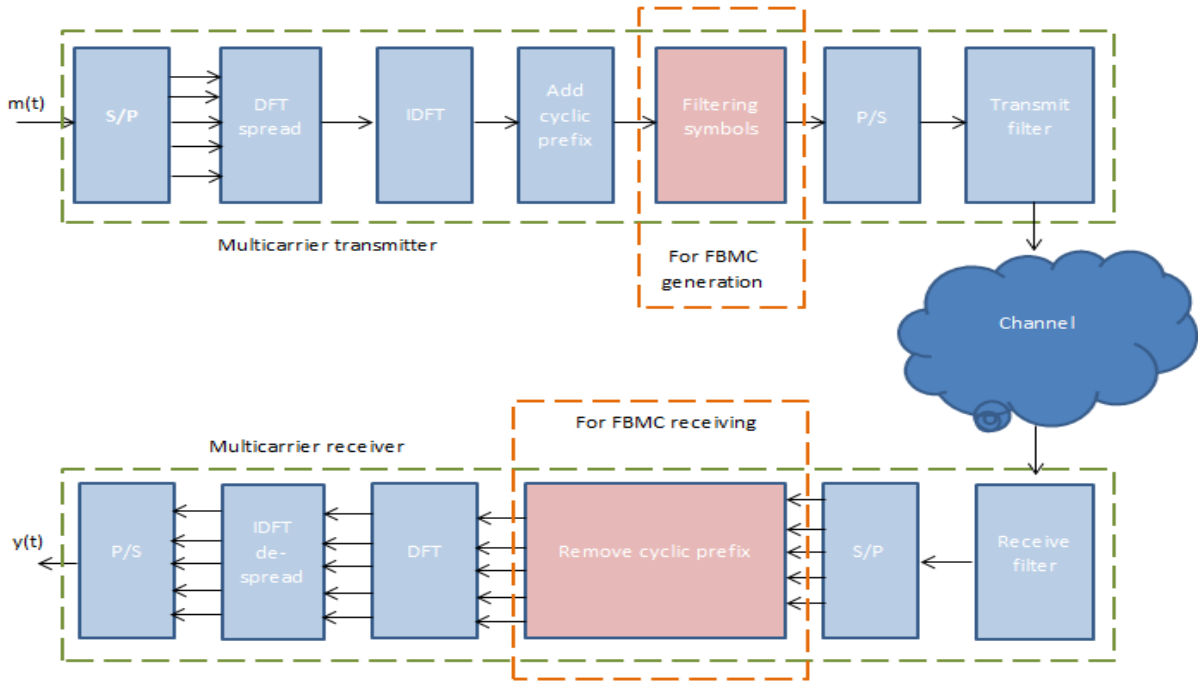 m(t)
S/P
DFT
spread
IDFT
Add
cyclic
prefix
Filtering
symbols
P/S
Transmit
filter
Multicarrier transmitter
For FBMC
generation
Channel
For FBMC receiving
Multicarrier receiver
y(t)
P/S
IDFT
de-
spread
DFT
Remove cyclic prefix
S/P
Receive
filter